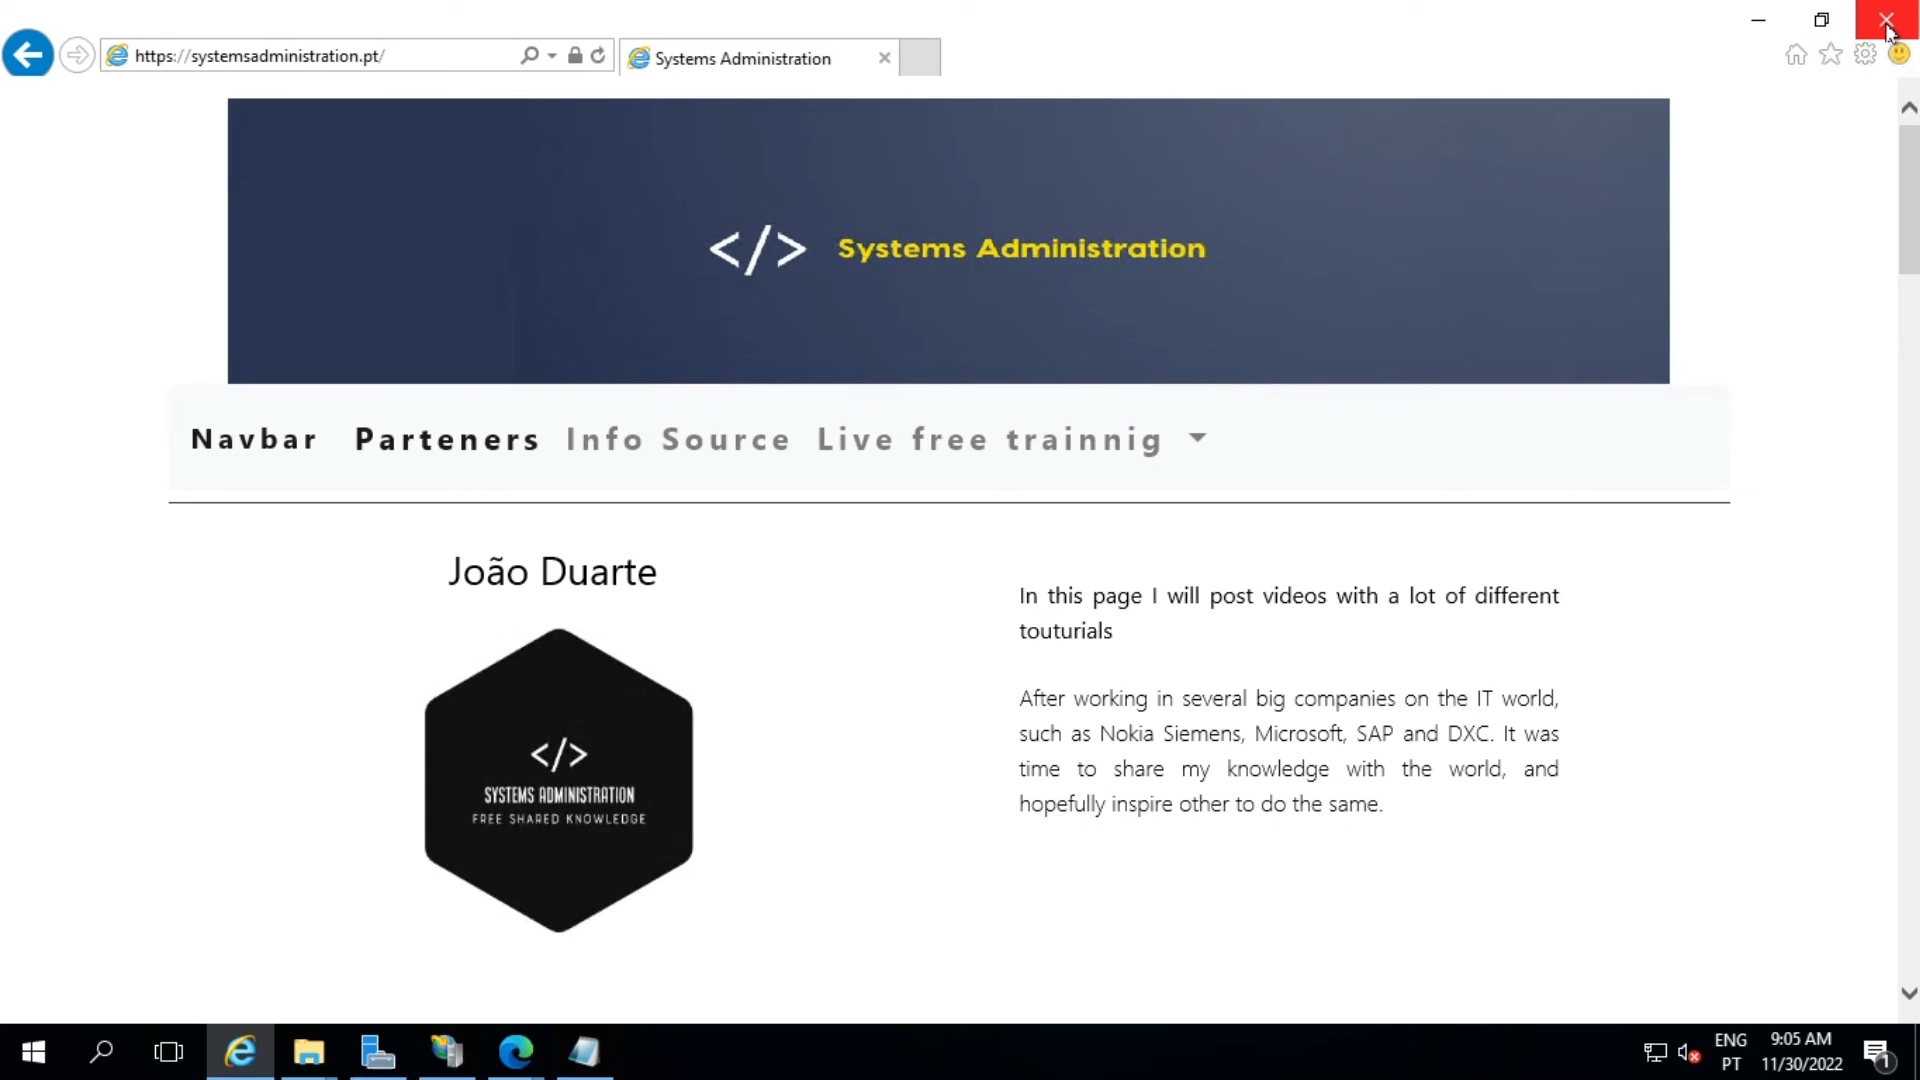 https://systemsadministration.pt/
Systems Administration
</> Systems Administration
Navbar Parteners Info Source Live free trainnig
João Duarte
</>
SYSTEMS ADMINISTRATION
FREE SHARED KNOWLEDGE
In this page I will post videos with a lot of different
touturials
After working in several big companies on the IT world,
such as Nokia Siemens, Microsoft, SAP and DXC. It was
time to share my knowledge with the world, and
hopefully inspire other to do the same.
ENG
PT
9:05 AM
11/30/2022
1